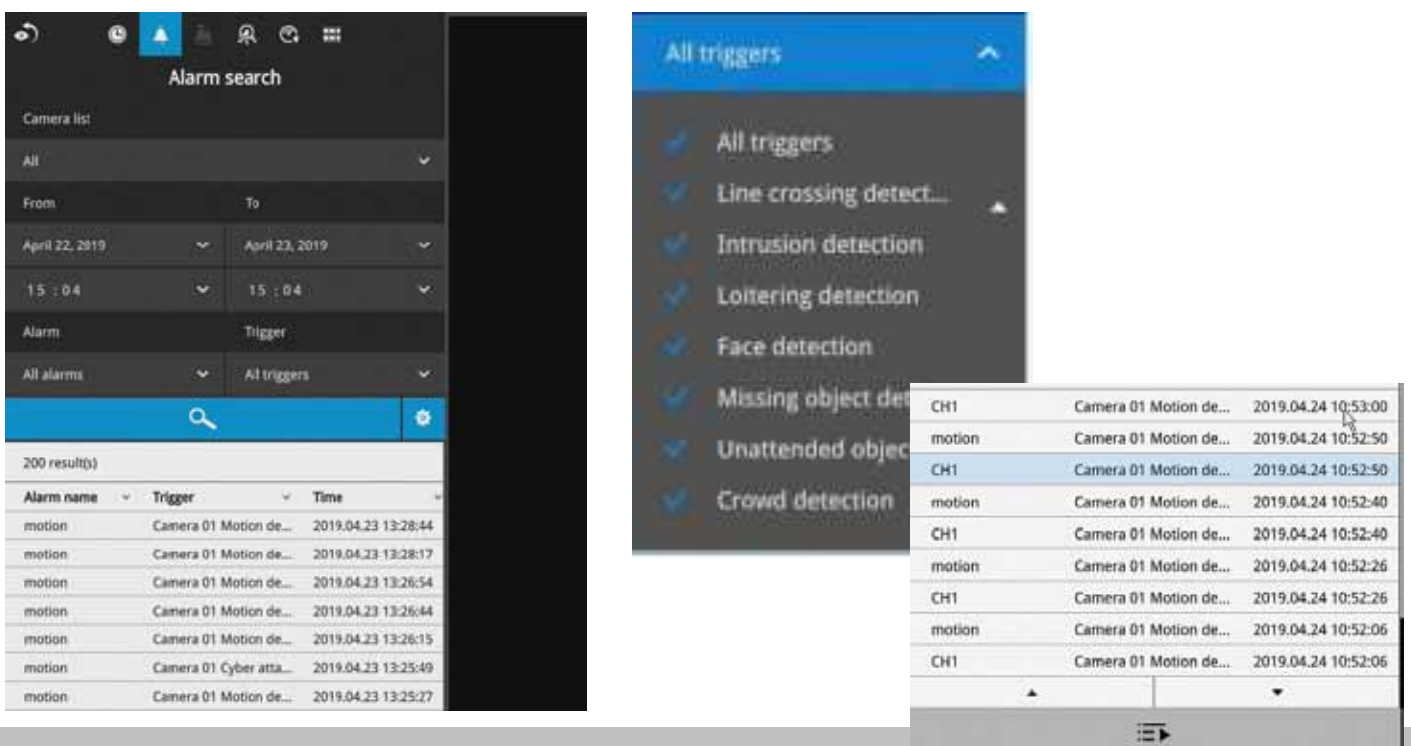 Alarm search
Camera list
All
From To
April 22, 2019 April 23, 2019
15 : 04 15 : 04
Alarm Trigger
All alarms All triggers
200 result(s)
Alarm name Trigger Time
motion Camera 01 Motion de... 2019.04.23 13:28:44
motion Camera 01 Motion de... 2019.04.23 13:28:17
motion Camera 01 Motion de... 2019.04.23 13:26:54
motion Camera 01 Motion de... 2019.04.23 13:26:44
motion Camera 01 Motion de... 2019.04.23 13:26:15
motion Camera 01 Cyber atta... 2019.04.23 13:25:49
motion Camera 01 Motion de... 2019.04.23 13:25:27
All triggers
All triggers
Line crossing detect...
Intrusion detection
Loitering detection
Face detection
Missing object det
Unattended objec
Crowd detection
CH1 Camera 01 Motion de... 2019.04.24 10:53:00
motion Camera 01 Motion de... 2019.04.24 10:52:50
CH1 Camera 01 Motion de... 2019.04.24 10:52:50
motion Camera 01 Motion de... 2019.04.24 10:52:40
CH1 Camera 01 Motion de... 2019.04.24 10:52:40
motion Camera 01 Motion de... 2019.04.24 10:52:26
CH1 Camera 01 Motion de... 2019.04.24 10:52:26
motion Camera 01 Motion de... 2019.04.24 10:52:06
CH1 Camera 01 Motion de... 2019.04.24 10:52:06